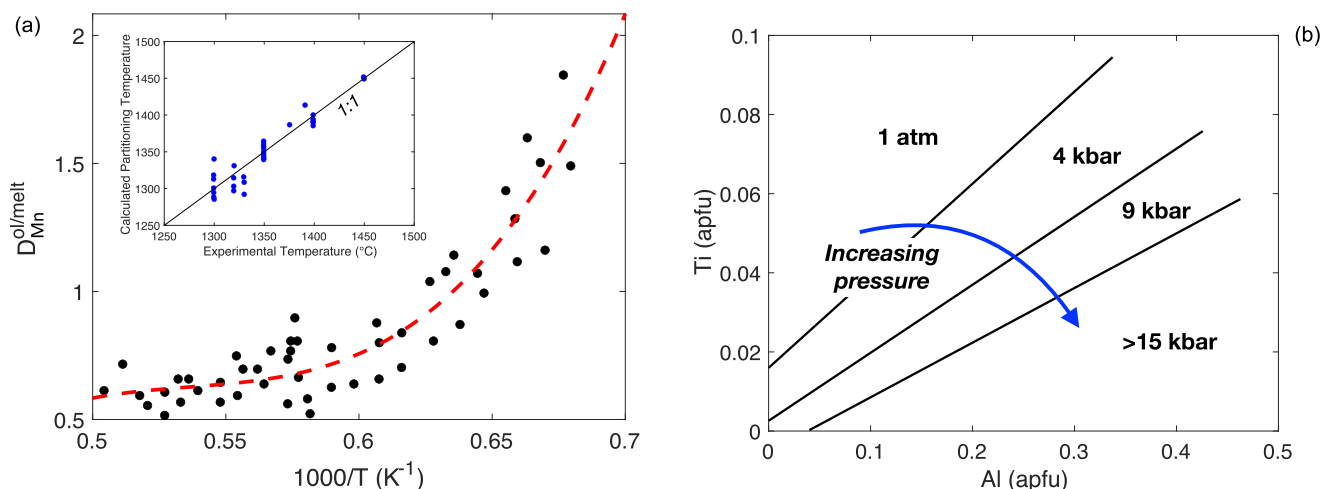 (a)
2
1.5
1
0.5
D_Mn^ol/melt
0.5
0.55
0.6
0.65
0.7
1000/T (K^-1)
1500
1450
1400
1350
1300
1250
Calculated Partitioning Temperature
1:1
1250
1300
1350
1400
1450
1500
Experimental Temperature (°C)
(b)
0.1
0.08
0.06
0.04
0.02
0
Ti (apfu)
1 atm
4 kbar
9 kbar
Increasing
pressure
>15 kbar
0
0.1
0.2
0.3
0.4
0.5
Al (apfu)